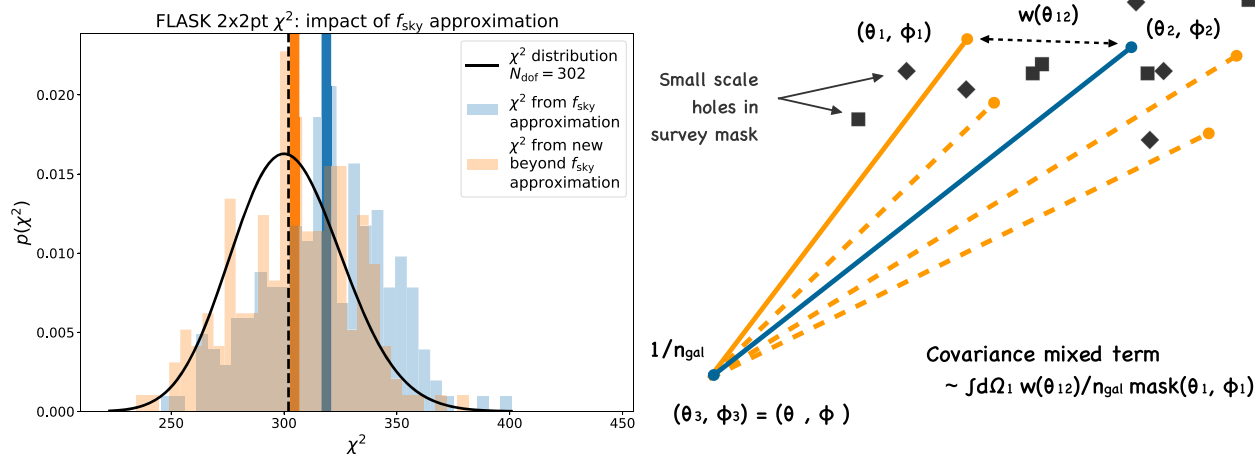 FLASK 2x2pt χ²: impact of f_sky approximation
χ² distribution
N_dof = 302
χ² from f_sky
approximation
χ² from new
beyond f_sky
approximation
p(χ²)
0.020
0.015
0.010
0.005
0.000
250
300
350
400
450
χ²
w(θ₁₂)
(θ₁, ϕ₁)
(θ₂, ϕ₂)
Small scale
holes in
survey mask
1/n_gal
(θ₃, ϕ₃) = (θ , ϕ )
Covariance mixed term
~ ∫dΩ₁ w(θ₁₂)/n_gal mask(θ₁, ϕ₁)